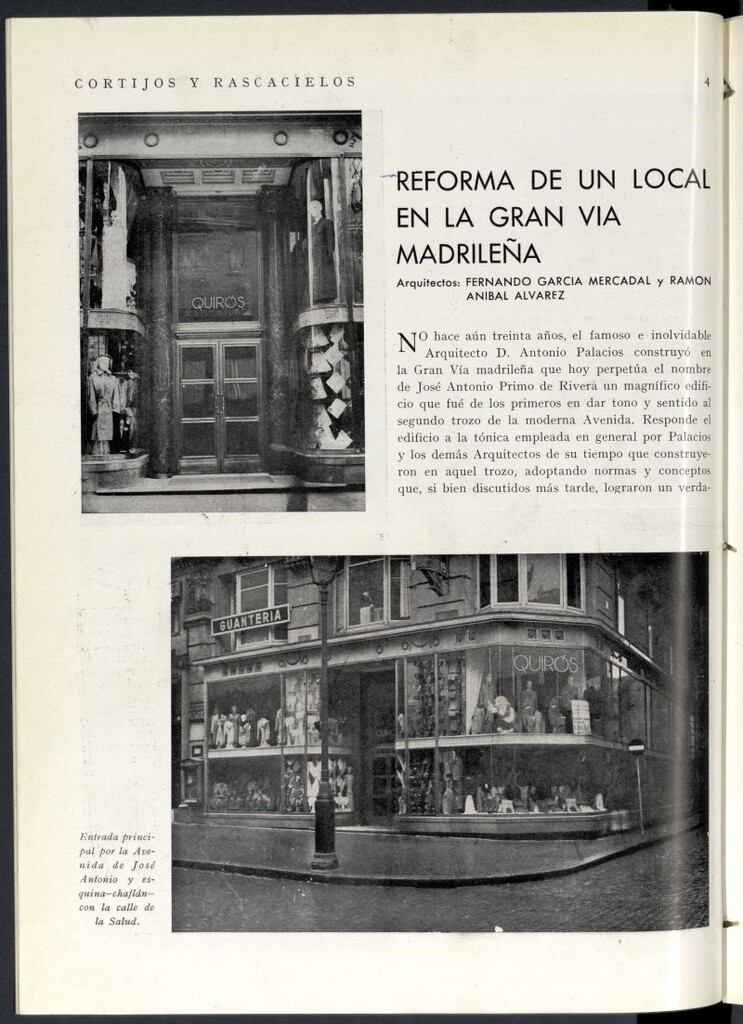 CORTIJOS Y RASCACIELOS
4
QUIRÓS
REFORMA DE UN LOCAL
EN LA GRAN VIA
MADRILEÑA
Arquitectos: FERNANDO GARCIA MERCADAL y RAMON
ANIBAL ALVAREZ
NO hace aún treinta años, el famoso e inolvidable
Arquitecto D. Antonio Palacios construyó en
la Gran Vía madrileña que hoy perpetúa el nombre
de José Antonio Primo de Rivera un magnífico edifi-
cio que fué de los primeros en dar tono y sentido al
segundo trozo de la moderna Avenida. Responde el
edificio a la tónica empleada en general por Palacios
y los demás Arquitectos de su tiempo que construye-
ron en aquel trozo, adoptando normas y conceptos
que, si bien discutidos más tarde, lograron un verda-
GUANTERIA
QUIRÓS
Entrada princi-
pal por la Ave-
nida de José
Antonio y es-
quina—chaflán—
con la calle de
la Salud.